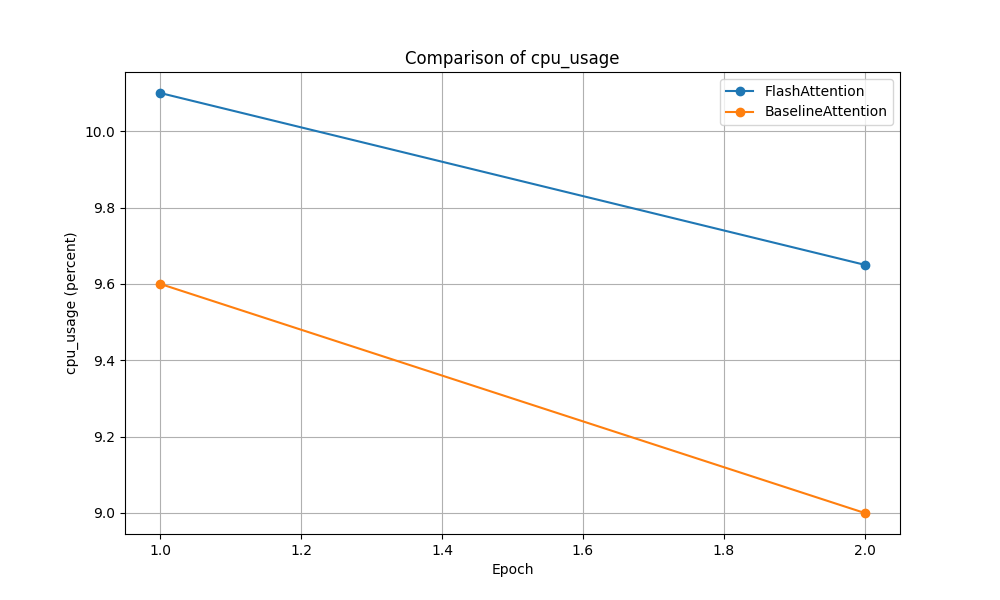 Comparison of cpu_usage
FlashAttention
BaselineAttention
cpu_usage (percent)
10.0
9.8
9.6
9.4
9.2
9.0
1.0 1.2 1.4 1.6 1.8 2.0
Epoch